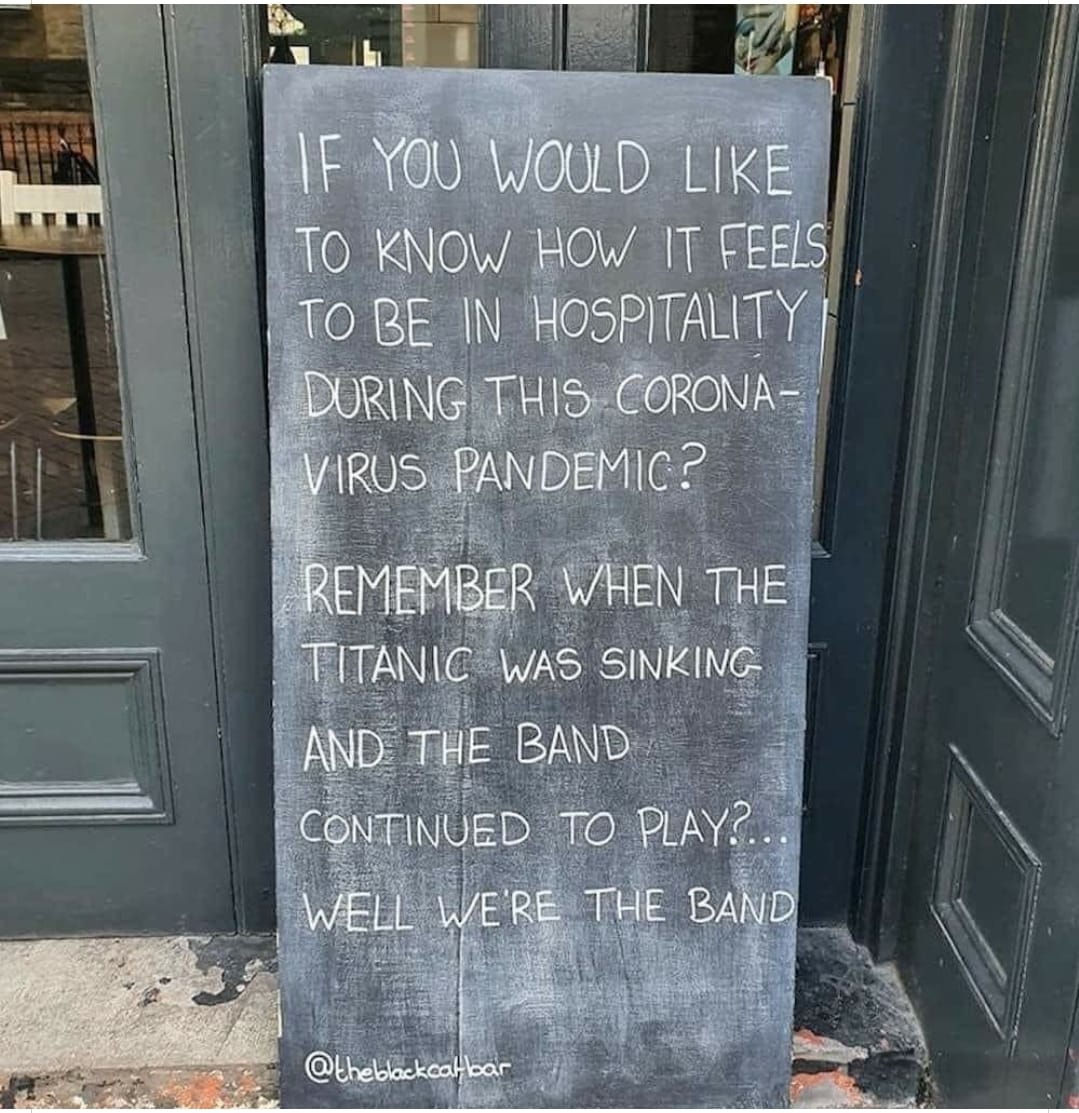 IF YOU WOULD LIKE
TO KNOW HOW IT FEELS
TO BE IN HOSPITALITY
DURING THIS CORONA-
VIRUS PANDEMIC?
REMEMBER WHEN THE
TITANIC WAS SINKING
AND THE BAND
CONTINUED TO PLAY?...
WELL WE'RE THE BAND
@theblackcatbar